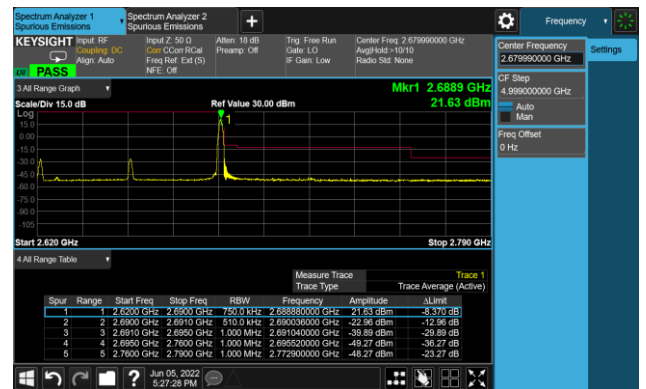 Spectrum Analyzer 1
Spurious Emissions
Spectrum Analyzer 2
Spurious Emissions
+
Frequency
KEYSIGHT
PASS
Input: RF
Coupling: DC
Align: Auto
Input Z: 50 Ω
Corr CCorr RCal
Freq Ref: Ext (S)
NFE: Off
Atten: 18 dB
Preamp: Off
Trig: Free Run
Gate: LO
IF Gain: Low
Center Freq: 2.679990000 GHz
Avg|Hold:>10/10
Radio Std: None
Center Frequency
2.679990000 GHz
Settings
CF Step
4.999000000 GHz
Auto
Man
Freq Offset
0 Hz
3 All Range Graph
Mkr1 2.6889 GHz
Scale/Div 15.0 dB
Ref Value 30.00 dBm
21.63 dBm
Log
1
15.0
0.00
-15.0
-30.0
-45.0
-60.0
-75.0
-90.0
-105
Start 2.620 GHz
Stop 2.790 GHz
4 All Range Table
Measure Trace Trace 1
Trace Type Trace Average (Active)
Spur Range Start Freq Stop Freq RBW Frequency Amplitude ΔLimit
1 1 2.6200 GHz 2.6900 GHz 750.0 kHz 2.688880000 GHz 21.63 dBm -8.370 dB
2 2 2.6900 GHz 2.6910 GHz 510.0 kHz 2.690036000 GHz -22.96 dBm -12.96 dB
3 3 2.6910 GHz 2.6950 GHz 1.000 MHz 2.691040000 GHz -39.89 dBm -29.89 dB
4 4 2.6950 GHz 2.7600 GHz 1.000 MHz 2.695520000 GHz -49.27 dBm -36.27 dB
5 5 2.7600 GHz 2.7900 GHz 1.000 MHz 2.772900000 GHz -48.27 dBm -23.27 dB
?
Jun 05, 2022
5:27:28 PM